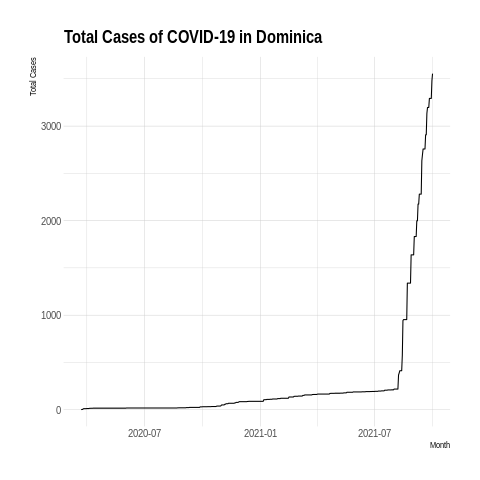 Total Cases of COVID-19 in Dominica
Total Cases
3000
2000
1000
0
2020-07 2021-01 2021-07
Month